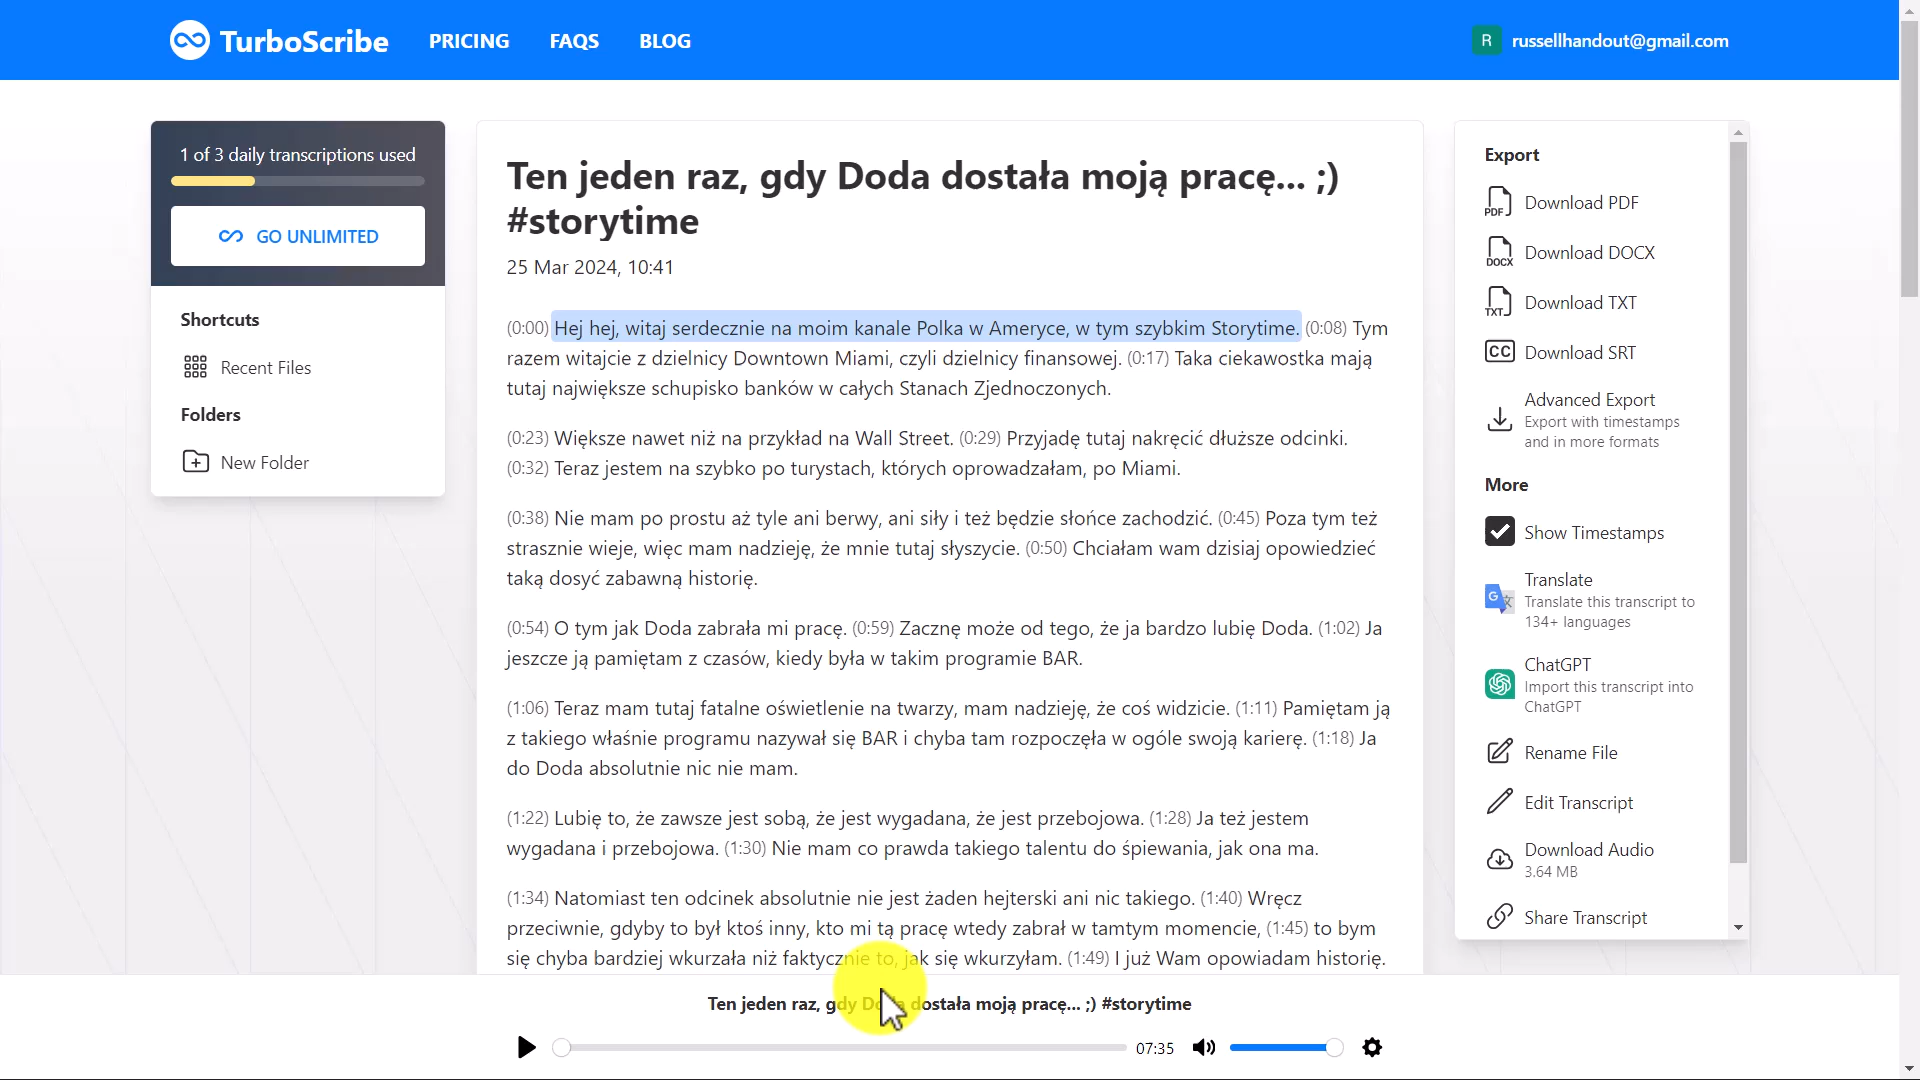 TurboScribe
PRICING
FAQS
BLOG
R
russellhandout@gmail.com
1 of 3 daily transcriptions used
GO UNLIMITED
Shortcuts
Recent Files
Folders
New Folder
Ten jeden raz, gdy Doda dostała moją pracę... ;)
#storytime
25 Mar 2024, 10:41
(0:00) Hej hej, witaj serdecznie na moim kanale Polka w Ameryce, w tym szybkim Storytime. (0:08) Tym
razem witajcie z dzielnicy Downtown Miami, czyli dzielnicy finansowej. (0:17) Taka ciekawostka mają
tutaj największe schupisko banków w całych Stanach Zjednoczonych.
(0:23) Większe nawet niż na przykład na Wall Street. (0:29) Przyjadę tutaj nakręcić dłuższe odcinki.
(0:32) Teraz jestem na szybko po turystach, których oprowadzałam, po Miami.
(0:38) Nie mam po prostu aż tyle ani berwy, ani siły i też będzie słońce zachodzić. (0:45) Poza tym też
strasznie wieje, więc mam nadzieję, że mnie tutaj słyszycie. (0:50) Chciałam wam dzisiaj opowiedzieć
taką dosyć zabawną historię.
(0:54) O tym jak Doda zabrała mi pracę. (0:59) Zacznę może od tego, że ja bardzo lubię Doda. (1:02) Ja
jeszcze ją pamiętam z czasów, kiedy była w takim programie BAR.
(1:06) Teraz mam tutaj fatalne oświetlenie na twarzy, mam nadzieję, że coś widzicie. (1:11) Pamiętam ją
z takiego właśnie programu nazywał się BAR i chyba tam rozpoczęła w ogóle swoją karierę. (1:18) Ja
do Doda absolutnie nic nie mam.
(1:22) Lubię to, że zawsze jest sobą, że jest wygadana, że jest przebojowa. (1:28) Ja też jestem
wygadana i przebojowa. (1:30) Nie mam co prawda takiego talentu do śpiewania, jak ona ma.
(1:34) Natomiast ten odcinek absolutnie nie jest żaden hejterski ani nic takiego. (1:40) Wręcz
przeciwnie, gdyby to był ktoś inny, kto mi tą pracę wtedy zabrał w tamtym momencie, (1:45) to bym
się chyba bardziej wkurzała niż faktycznie to, jak się wkurzyłam. (1:49) I już Wam opowiadam historię.
Export
PDF Download PDF
DOCX Download DOCX
TXT Download TXT
CC Download SRT
Advanced Export
Export with timestamps
and in more formats
More
Show Timestamps
Translate
Translate this transcript to
134+ languages
ChatGPT
Import this transcript into
ChatGPT
Rename File
Edit Transcript
Download Audio
3.64 MB
Share Transcript
Ten jeden raz, gdy Doda dostała moją pracę... ;) #storytime
07:35